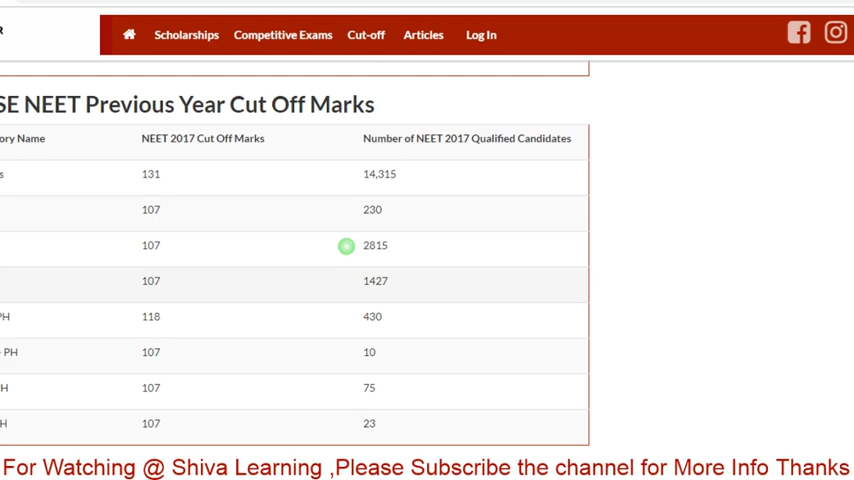 R
Scholarships Competitive Exams Cut-off Articles Log In
SE NEET Previous Year Cut Off Marks
ory Name NEET 2017 Cut Off Marks Number of NEET 2017 Qualified Candidates
s 131 14,315
107 230
107 2815
107 1427
PH 118 430
- PH 107 10
PH 107 75
H 107 23
For Watching @ Shiva Learning ,Please Subscribe the channel for More Info Thanks